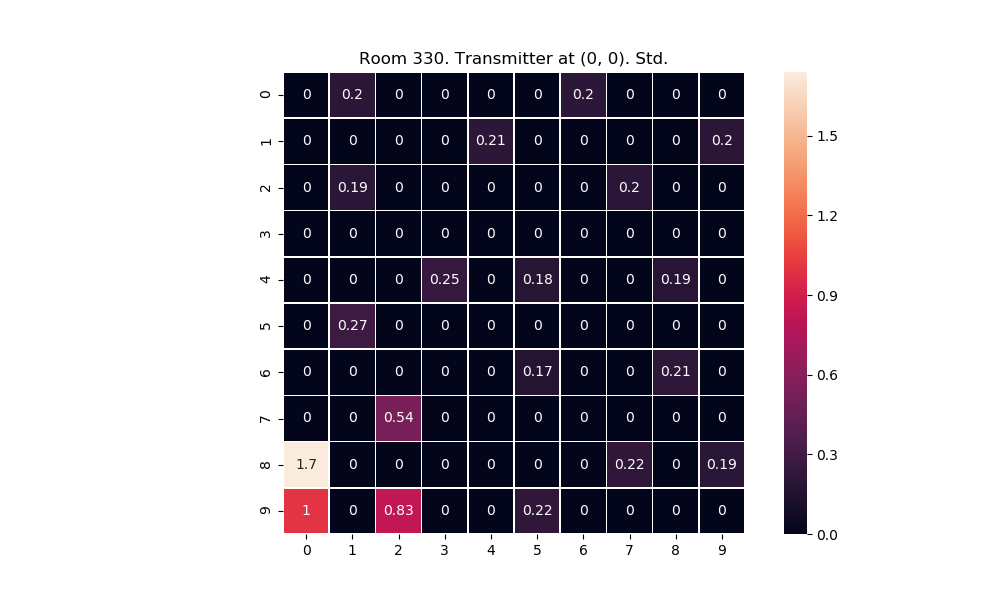 Room 330. Transmitter at (0, 0). Std.
0 0 0.2 0 0 0 0 0.2 0 0 0
1 0 0 0 0 0.21 0 0 0 0 0.2
2 0 0.19 0 0 0 0 0 0.2 0 0
3 0 0 0 0 0 0 0 0 0 0
4 0 0 0 0.25 0 0.18 0 0 0.19 0
5 0 0.27 0 0 0 0 0 0 0 0
6 0 0 0 0 0 0.17 0 0 0.21 0
7 0 0 0.54 0 0 0 0 0 0 0
8 1.7 0 0 0 0 0 0 0.22 0 0.19
9 1 0 0.83 0 0 0.22 0 0 0 0
0 1 2 3 4 5 6 7 8 9
1.5
1.2
0.9
0.6
0.3
0.0